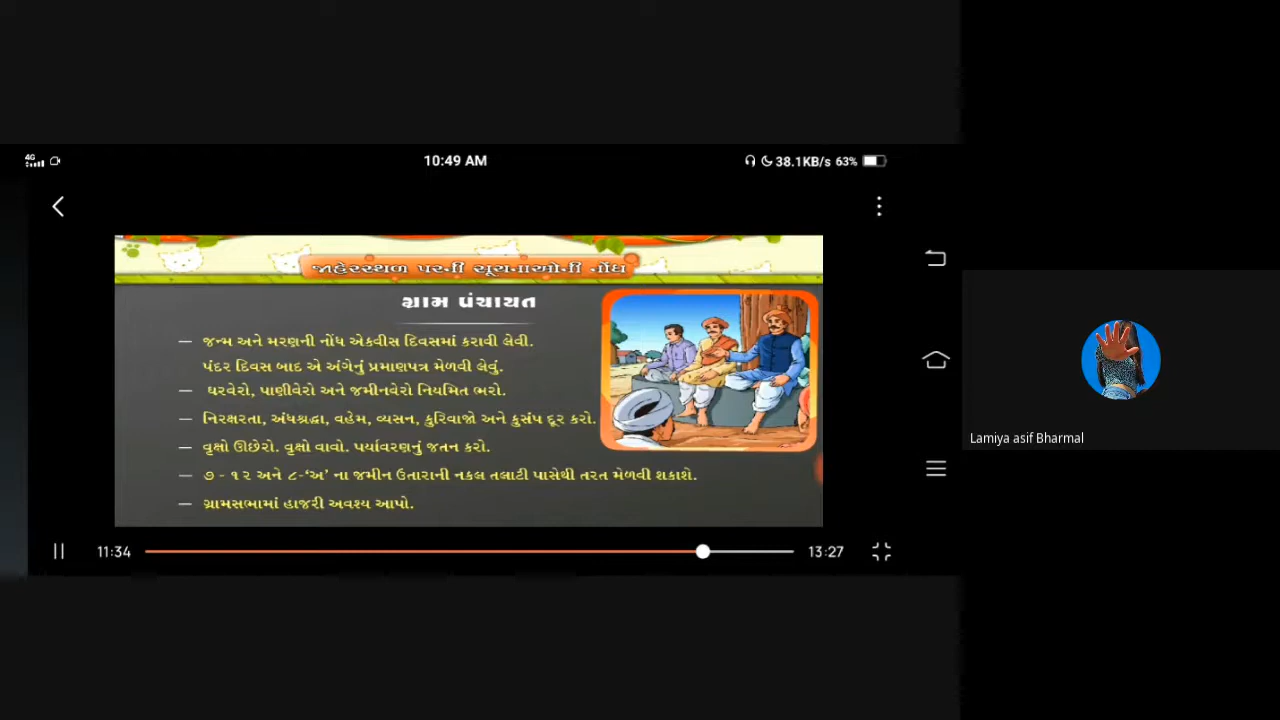 4G
10:49 AM
38.1KB/s 63%
જાહેરસ્થળ પરની સૂચનાઓની નોંધ
ગ્રામ પંચાયત
— જન્મ અને મરણની નોંધ એકવીસ દિવસમાં કરાવી લેવી.
પંદર દિવસ બાદ એ અંગેનું પ્રમાણપત્ર મેળવી લેવું.
— ઘરવેરો, પાણીવેરો અને જમીનવેરો નિયમિત ભરો.
— નિરક્ષરતા, અંધશ્રદ્ધા, વહેમ, વ્યસન, કુરિવાજો અને કુસંપ દૂર કરો.
— વૃક્ષો ઊછેરો. વૃક્ષો વાવો. પર્યાવરણનું જતન કરો.
— ૭ - ૧૨ અને ૮-‘અ’ ના જમીન ઉતારાની નકલ તલાટી પાસેથી તરત મેળવી શકાશે.
— ગ્રામસભામાં હાજરી અવશ્ય આપો.
11:34
13:27
Lamiya asif Bharmal